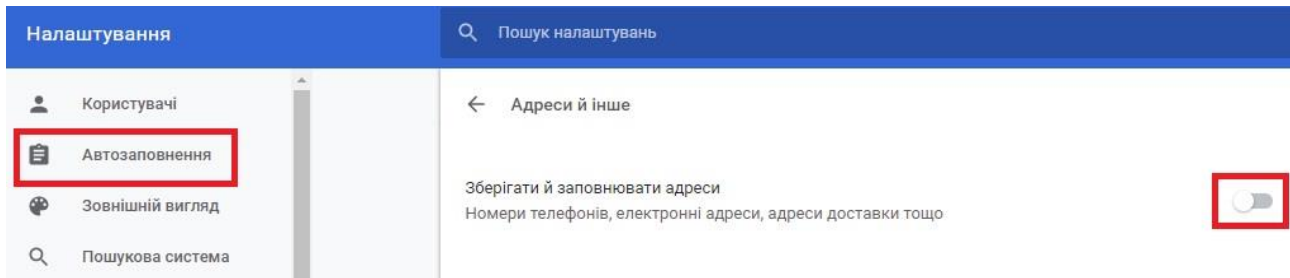 Налаштування
Пошук налаштувань
Користувачі
Автозаповнення
Зовнішній вигляд
Пошукова система
Адреси й інше
Зберігати й заповнювати адреси
Номери телефонів, електронні адреси, адреси доставки тощо